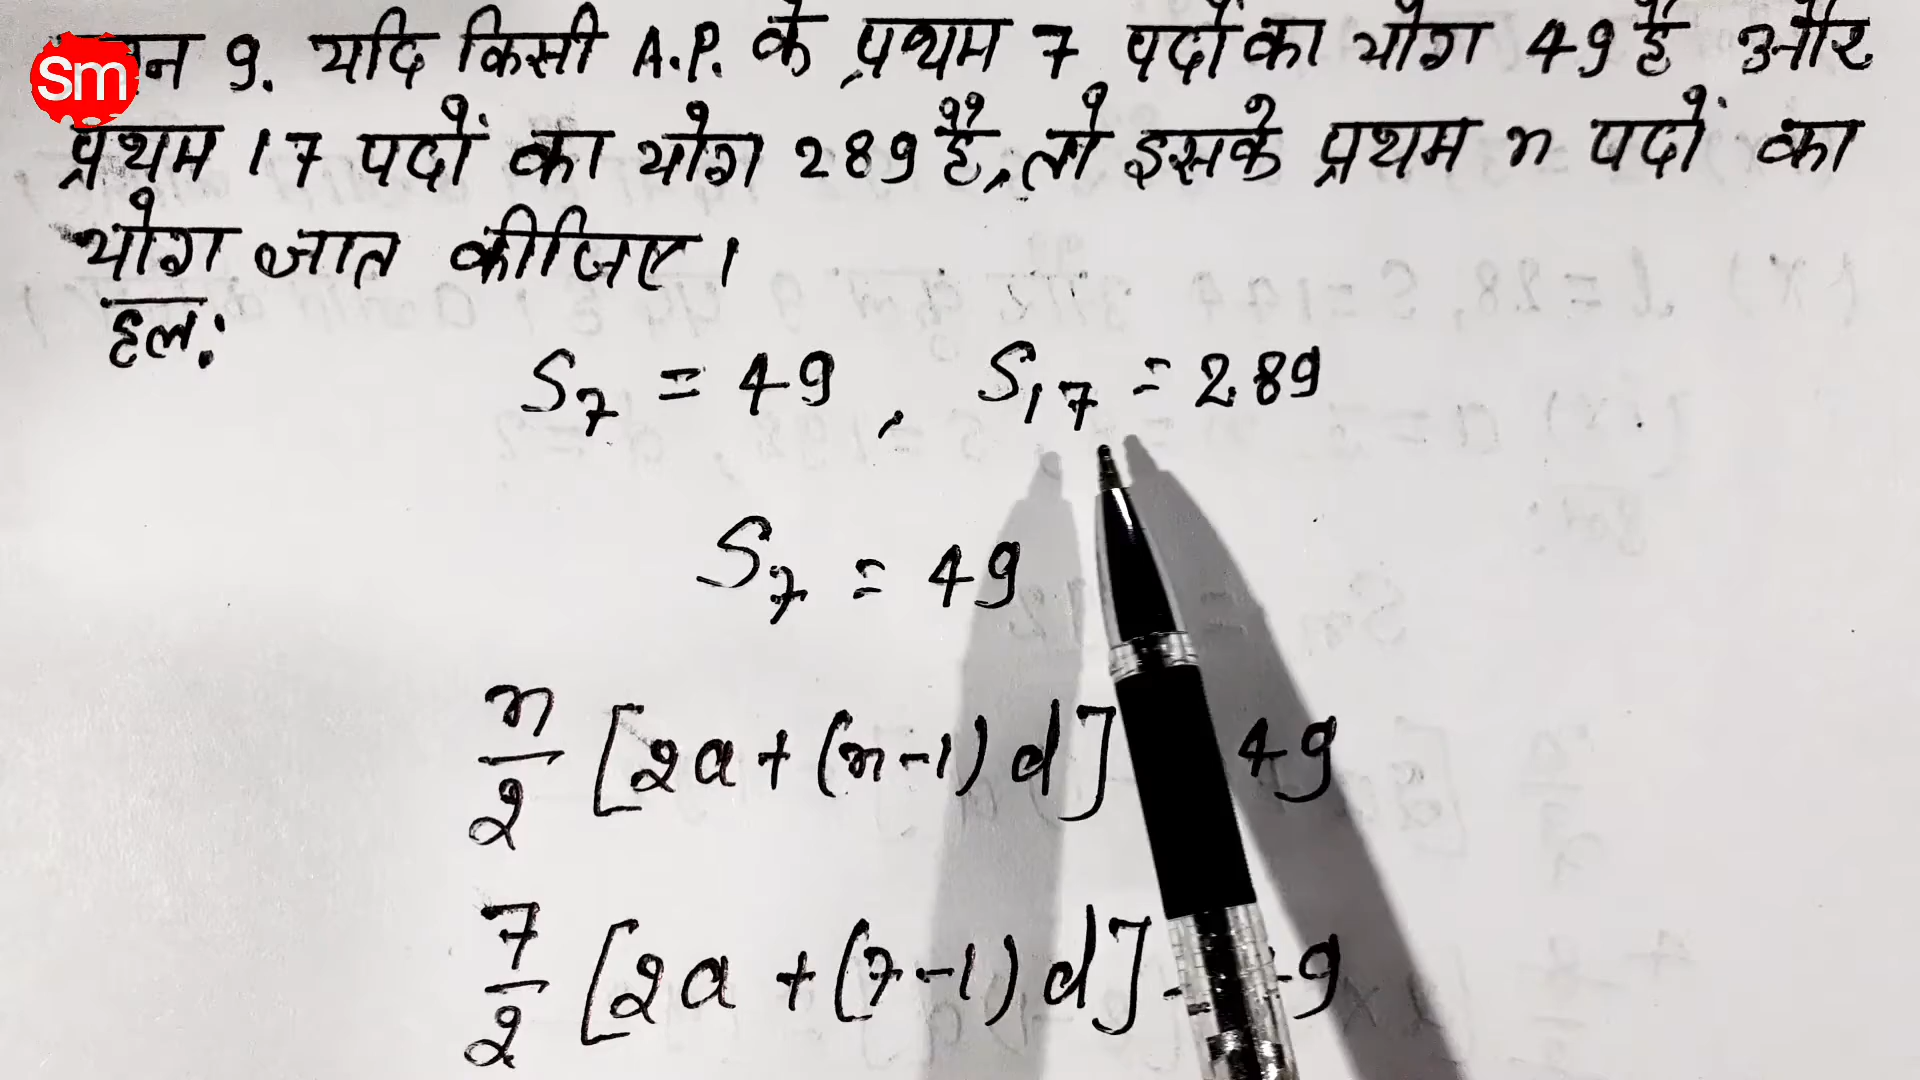 Sm
न 9. यदि किसी A.P. के प्रथम 7 पदों का योग 49 है और
प्रथम 17 पदों का योग 289 है, तो इसके प्रथम n पदों का
योग ज्ञात कीजिए।
हल:
S₇ = 49, S₁₇ = 289
S₇ = 49
n/2 [2a + (n-1) d] 49
7/2 [2a + (7-1) d] = 9